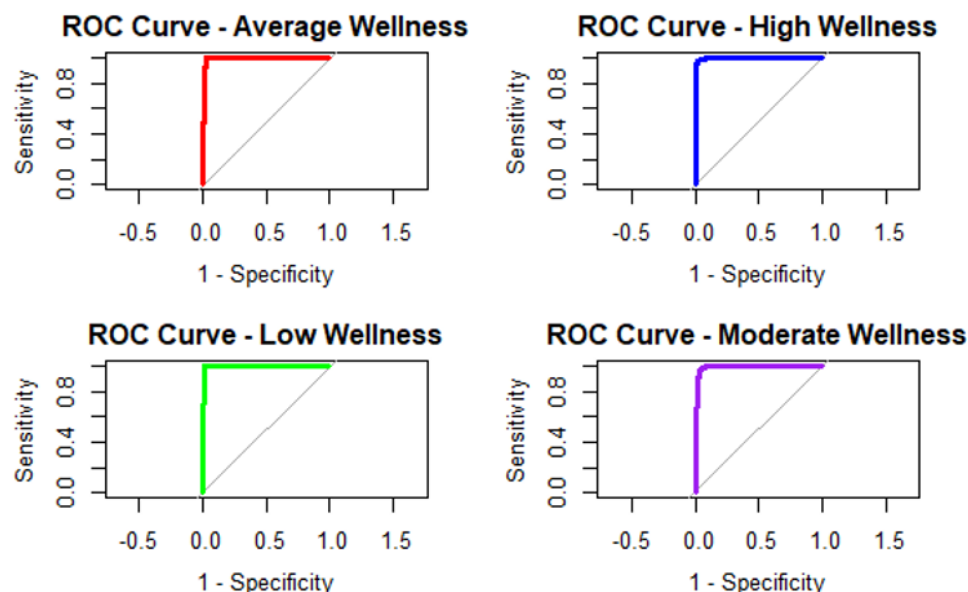 ROC Curve - Average Wellness
Sensitivity
0.8
0.4
0.0
-0.5 0.0 0.5 1.0 1.5
1 - Specificity
ROC Curve - High Wellness
Sensitivity
0.8
0.4
0.0
-0.5 0.0 0.5 1.0 1.5
1 - Specificity
ROC Curve - Low Wellness
Sensitivity
0.8
0.4
0.0
-0.5 0.0 0.5 1.0 1.5
1 - Specificity
ROC Curve - Moderate Wellness
Sensitivity
0.8
0.4
0.0
-0.5 0.0 0.5 1.0 1.5
1 - Specificity